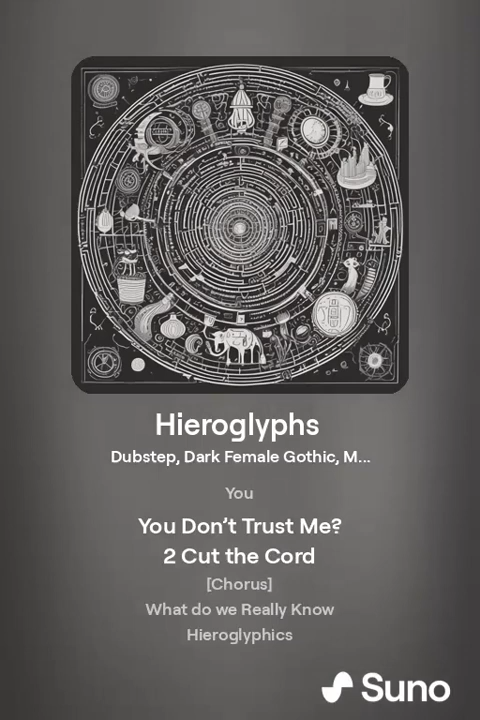 Hieroglyphs
Dubstep, Dark Female Gothic, M...
You
You Don't Trust Me?
2 Cut the Cord
[Chorus]
What do we Really Know
Hieroglyphics
Suno